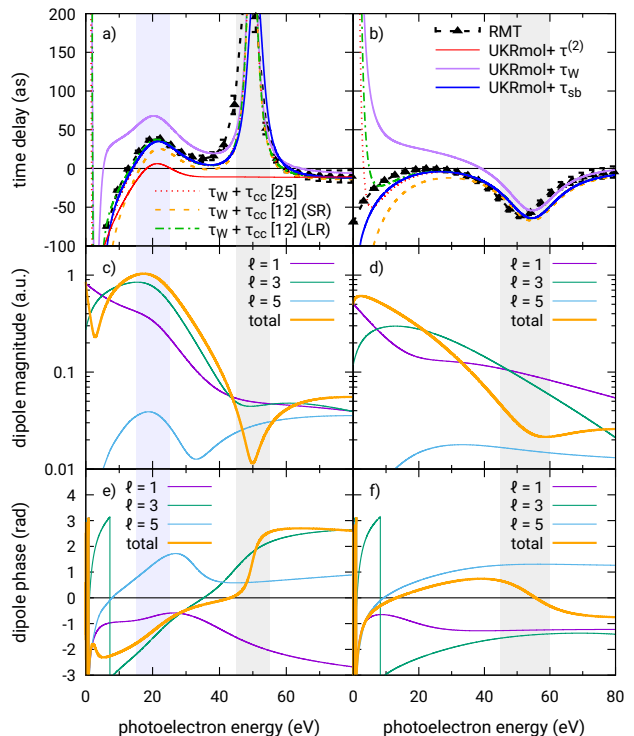 200
150
100
50
0
-50
-100
time delay (as)
a)
τW + τcc [25]
τW + τcc [12] (SR)
τW + τcc [12] (LR)
b)
RMT
UKRmol+ τ(2)
UKRmol+ τW
UKRmol+ τsb
1
0.1
0.01
dipole magnitude (a.u.)
c)
ℓ = 1
ℓ = 3
ℓ = 5
total
d)
ℓ = 1
ℓ = 3
ℓ = 5
total
4
3
2
1
0
-1
-2
-3
dipole phase (rad)
e)
ℓ = 1
ℓ = 3
ℓ = 5
total
f)
ℓ = 1
ℓ = 3
ℓ = 5
total
0 20 40 60 0 20 40 60 80
photoelectron energy (eV) photoelectron energy (eV)